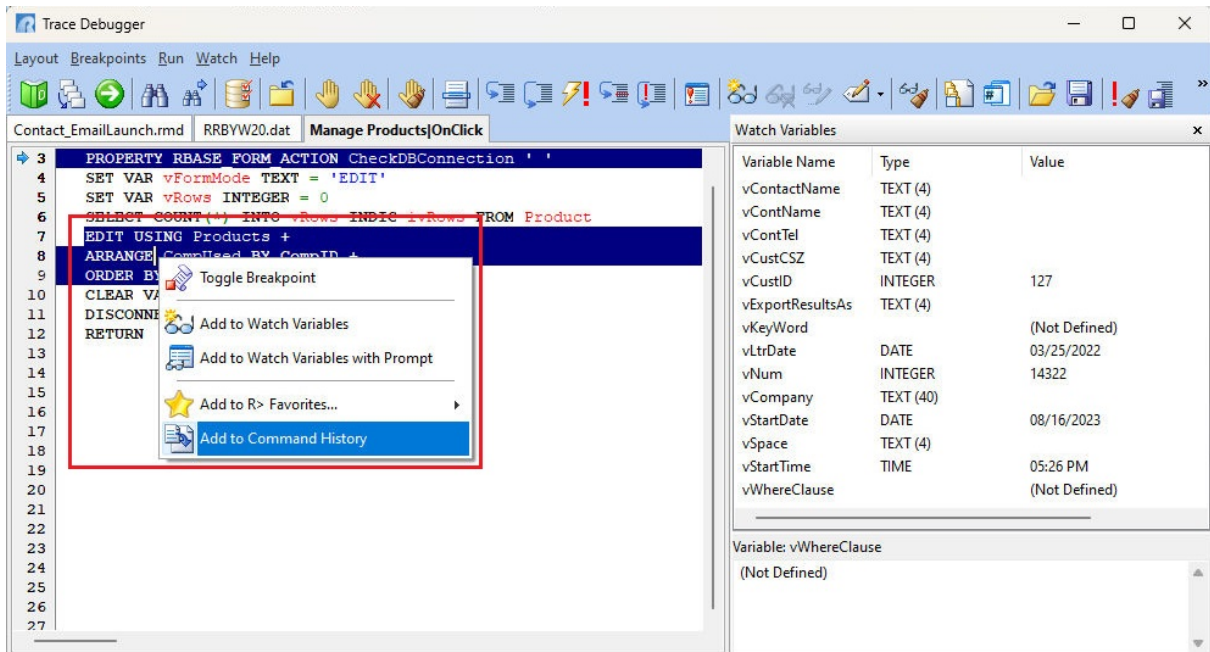 Trace Debugger
Layout Breakpoints Run Watch Help
Contact_EmailLaunch.rmd RRBYW20.dat Manage Products|OnClick
3 PROPERTY RBASE_FORM_ACTION CheckDBConnection ' '
4 SET VAR vFormMode TEXT = 'EDIT'
5 SET VAR vRows INTEGER = 0
6 SELECT COUNT(*) INTO vRows INDIC ivRows FROM Product
7 EDIT USING Products +
8 ARRANGE CompUsed BY CompID +
9 ORDER BY
10 CLEAR VA
11 DISCONNE
12 RETURN
13
14
15
16
17
18
19
20
21
22
23
24
25
26
27
Toggle Breakpoint
Add to Watch Variables
Add to Watch Variables with Prompt
Add to R> Favorites...
Add to Command History
Watch Variables
Variable Name Type Value
vContactName TEXT (4)
vContName TEXT (4)
vContTel TEXT (4)
vCustCSZ TEXT (4)
vCustID INTEGER 127
vExportResultsAs TEXT (4)
vKeyWord (Not Defined)
vLtrDate DATE 03/25/2022
vNum INTEGER 14322
vCompany TEXT (40)
vStartDate DATE 08/16/2023
vSpace TEXT (4)
vStartTime TIME 05:26 PM
vWhereClause (Not Defined)
Variable: vWhereClause
(Not Defined)